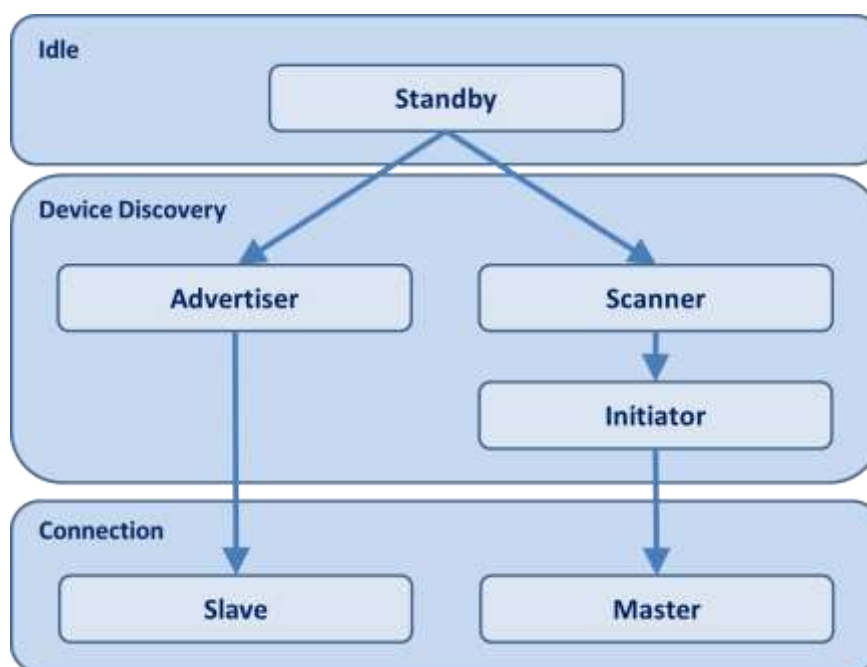 Idle
Standby
Device Discovery
Advertiser
Scanner
Initiator
Connection
Slave
Master